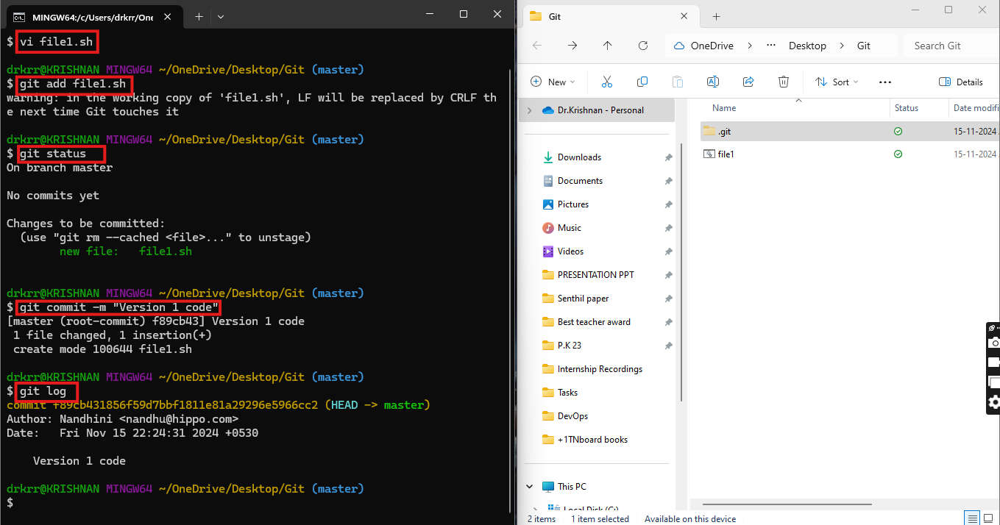 MINGW64:/c/Users/drkrr/One
$ vi file1.sh
drkrr@KRISHNAN MINGW64 ~/OneDrive/Desktop/Git (master)
$ git add file1.sh
warning: in the working copy of 'file1.sh', LF will be replaced by CRLF th
e next time Git touches it
drkrr@KRISHNAN MINGW64 ~/OneDrive/Desktop/Git (master)
$ git status
On branch master
No commits yet
Changes to be committed:
(use "git rm --cached <file>..." to unstage)
new file:   file1.sh
drkrr@KRISHNAN MINGW64 ~/OneDrive/Desktop/Git (master)
$ git commit -m "Version 1 code"
[master (root-commit) f89cb43] Version 1 code
1 file changed, 1 insertion(+)
create mode 100644 file1.sh
drkrr@KRISHNAN MINGW64 ~/OneDrive/Desktop/Git (master)
$ git log
commit f89cb431856f59d7bbf1811e81a29296e5966cc2 (HEAD -> master)
Author: Nandhini <nandhu@hippo.com>
Date:   Fri Nov 15 22:24:31 2024 +0530
Version 1 code
drkrr@KRISHNAN MINGW64 ~/OneDrive/Desktop/Git (master)
$
Git
OneDrive > ... Desktop > Git
Search Git
New
Sort
...
Details
Dr.Krishnan - Personal
Downloads
Documents
Pictures
Music
Videos
PRESENTATION PPT
Senthil paper
Best teacher award
P.K 23
Internship Recordings
Tasks
DevOps
+1TNboard books
This PC
Local Disk (C:)
Name Status Date modifi
.git 15-11-2024
file1 15-11-2024
2 items 1 item selected Available on this device